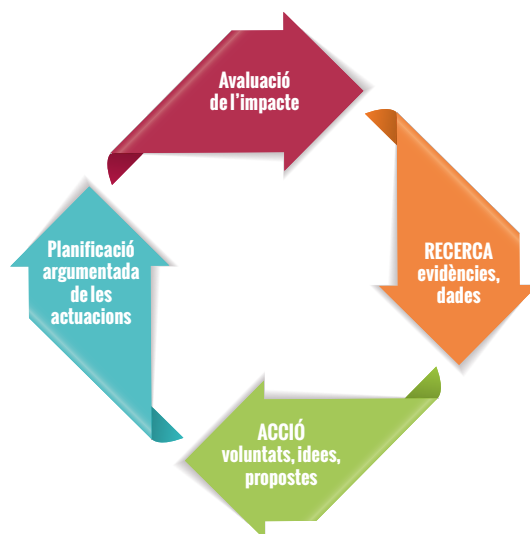 Avaluació
de l'impacte
RECERCA
evidències,
dades
ACCIÓ
voluntats, idees,
propostes
Planificació
argumentada
de les
actuacions